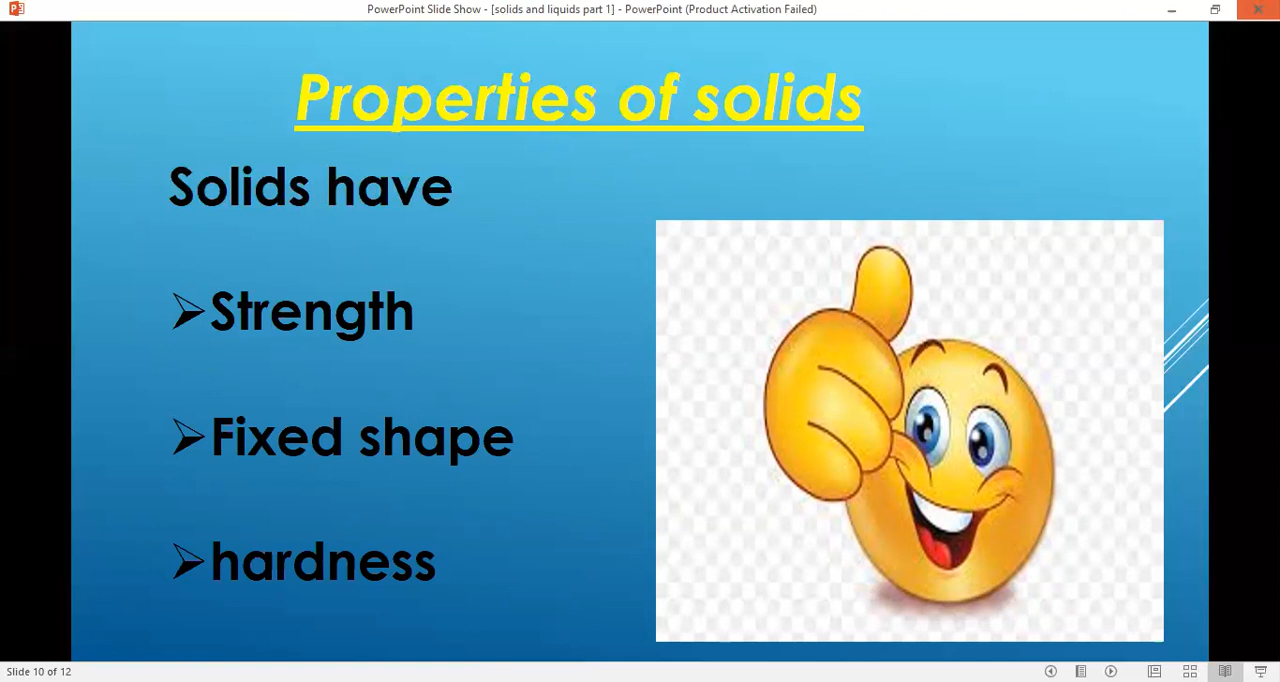 PowerPoint Slide Show - [solids and liquids part 1] - PowerPoint (Product Activation Failed)
Properties of solids
Solids have
➢Strength
➢Fixed shape
➢hardness
Slide 10 of 12